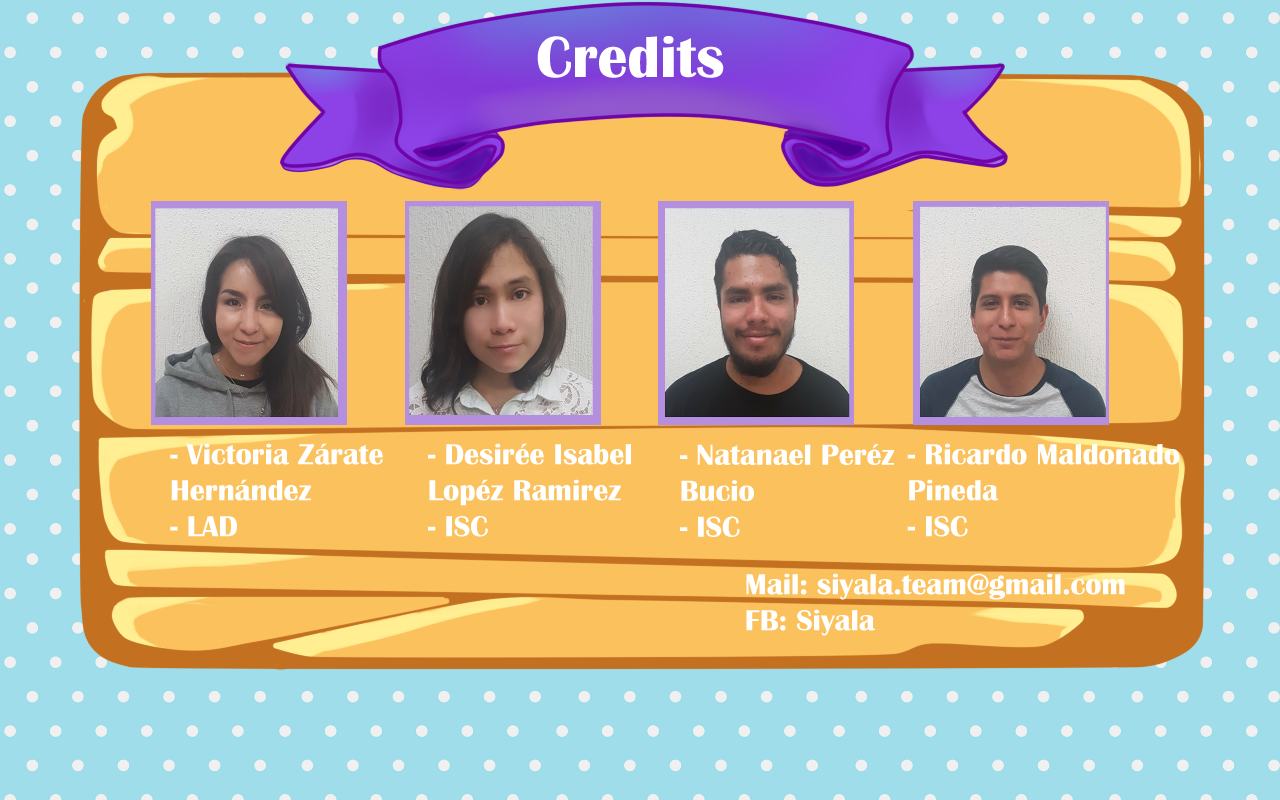 Credits
- Victoria Zárate
Hernández
- LAD
- Desirée Isabel
Lopéz Ramirez
- ISC
- Natanael Peréz
Bucio
- ISC
- Ricardo Maldonado
Pineda
- ISC
Mail: siyala.team@gmail.com
FB: Siyala